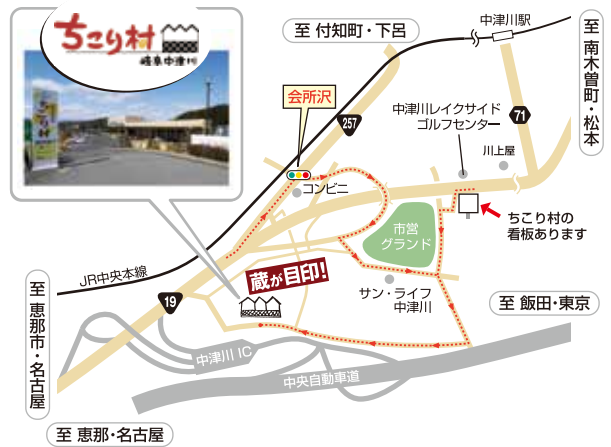 ちこり村
岐阜中津川
至 付知町・下呂
中津川駅
至 南木曽町・松本
会所沢
257
中津川レイクサイド
ゴルフセンター
71
川上屋
コンビニ
市営
グランド
ちこり村の
看板あります
JR中央本線
蔵が目印!
サン・ライフ
中津川
至 飯田・東京
19
至 恵那市・名古屋
中津川 IC
中央自動車道
至 恵那・名古屋
ちこり村